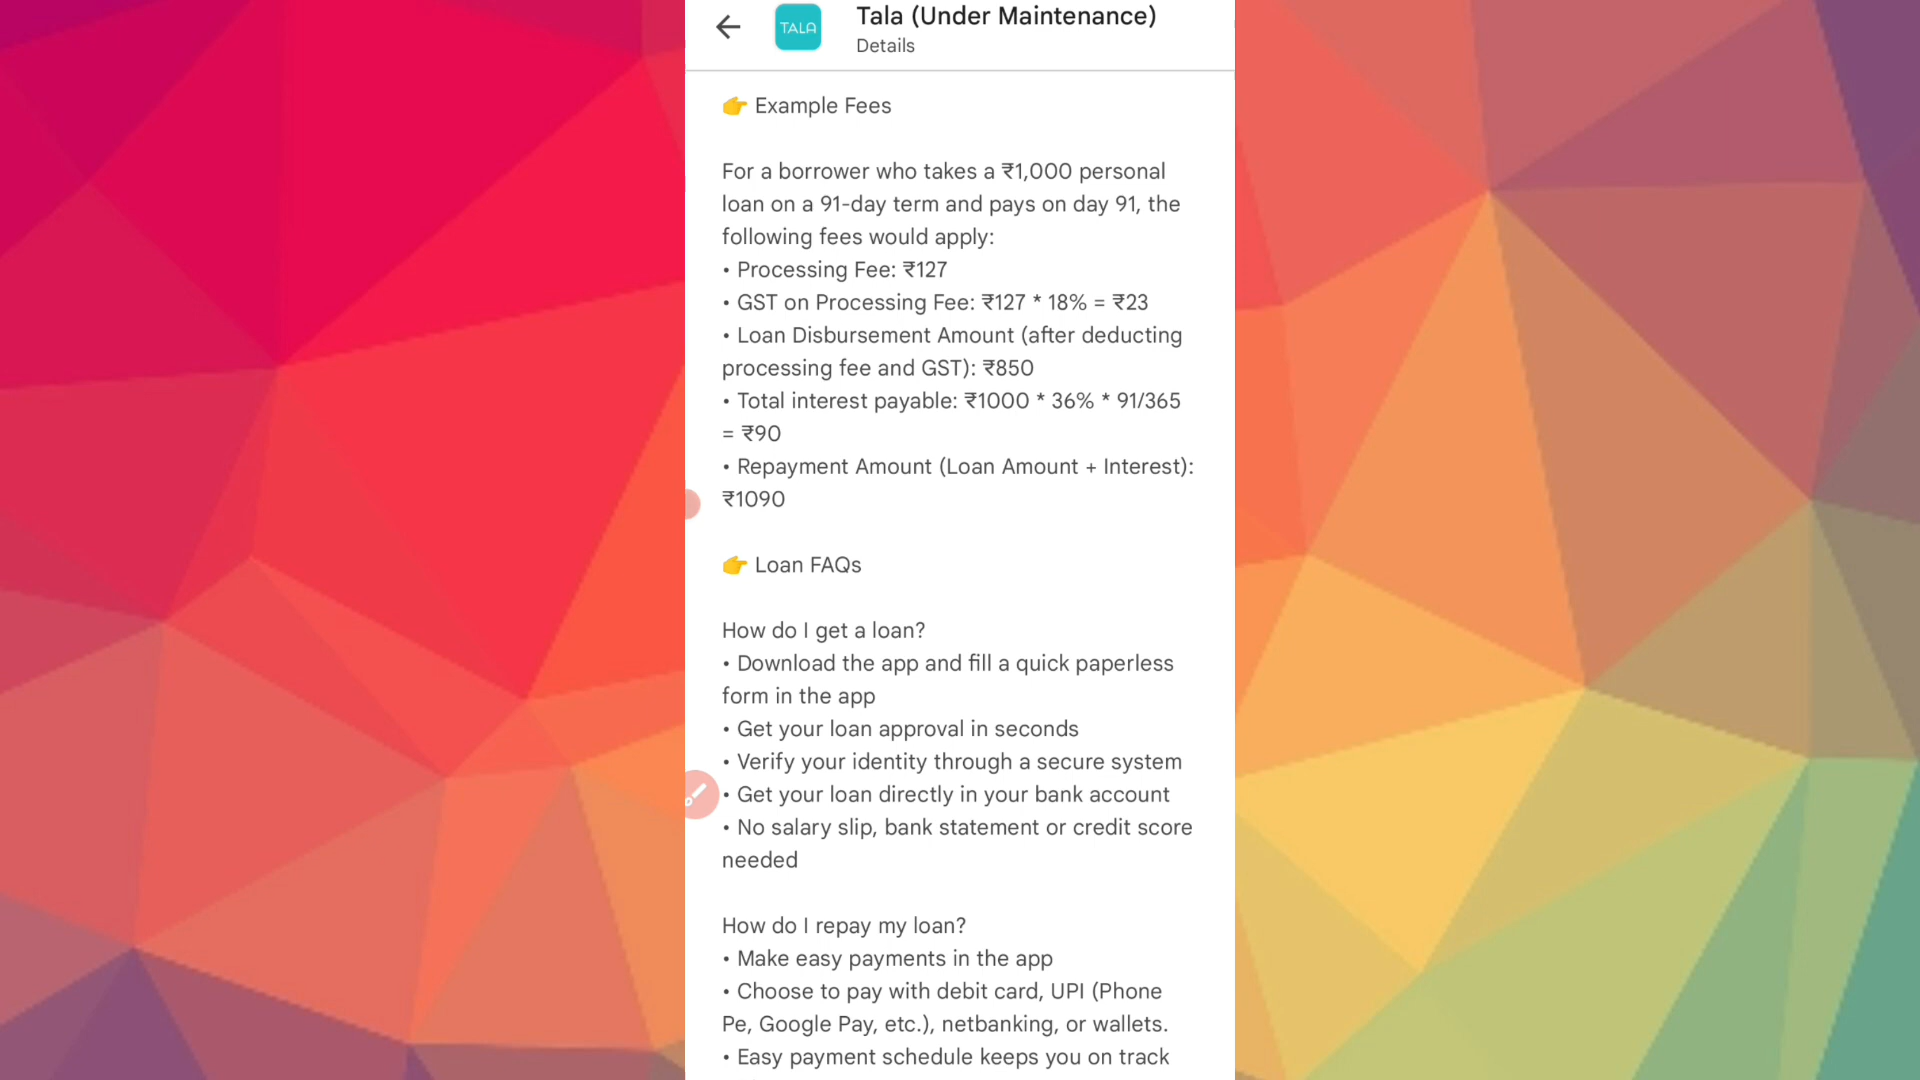 TALA
Tala (Under Maintenance)
Details
👉 Example Fees
For a borrower who takes a ₹1,000 personal
loan on a 91-day term and pays on day 91, the
following fees would apply:
• Processing Fee: ₹127
• GST on Processing Fee: ₹127 * 18% = ₹23
• Loan Disbursement Amount (after deducting
processing fee and GST): ₹850
• Total interest payable: ₹1000 * 36% * 91/365
= ₹90
• Repayment Amount (Loan Amount + Interest):
₹1090
👉 Loan FAQs
How do I get a loan?
• Download the app and fill a quick paperless
form in the app
• Get your loan approval in seconds
• Verify your identity through a secure system
• Get your loan directly in your bank account
• No salary slip, bank statement or credit score
needed
How do I repay my loan?
• Make easy payments in the app
• Choose to pay with debit card, UPI (Phone
Pe, Google Pay, etc.), netbanking, or wallets.
• Easy payment schedule keeps you on track